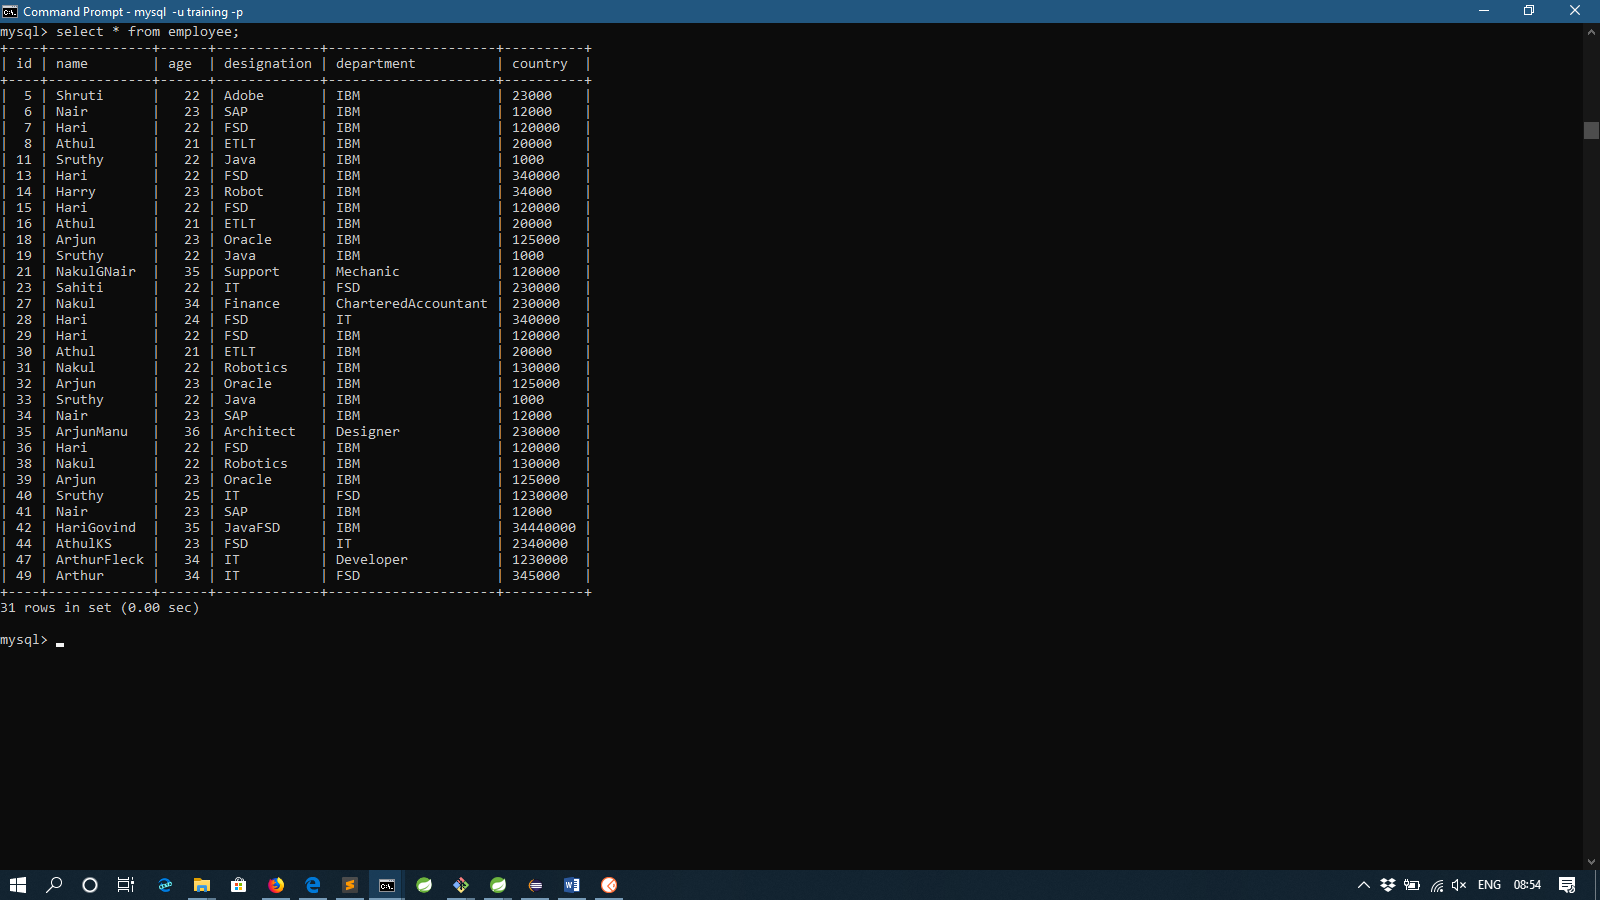 Command Prompt - mysql  -u training -p
mysql> select * from employee;
+----+-------------+------+-------------+---------------------+----------+
| id | name        | age  | designation | department          | country  |
+----+-------------+------+-------------+---------------------+----------+
|  5 | Shruti      |   22 | Adobe       | IBM                 | 23000    |
|  6 | Nair        |   23 | SAP         | IBM                 | 12000    |
|  7 | Hari        |   22 | FSD         | IBM                 | 120000   |
|  8 | Athul       |   21 | ETLT        | IBM                 | 20000    |
| 11 | Sruthy      |   22 | Java        | IBM                 | 1000     |
| 13 | Hari        |   22 | FSD         | IBM                 | 340000   |
| 14 | Harry       |   23 | Robot       | IBM                 | 34000    |
| 15 | Hari        |   22 | FSD         | IBM                 | 120000   |
| 16 | Athul       |   21 | ETLT        | IBM                 | 20000    |
| 18 | Arjun       |   23 | Oracle      | IBM                 | 125000   |
| 19 | Sruthy      |   22 | Java        | IBM                 | 1000     |
| 21 | NakulGNair  |   35 | Support     | Mechanic            | 120000   |
| 23 | Sahiti      |   22 | IT          | FSD                 | 230000   |
| 27 | Nakul       |   34 | Finance     | CharteredAccountant | 230000   |
| 28 | Hari        |   24 | FSD         | IT                  | 340000   |
| 29 | Hari        |   22 | FSD         | IBM                 | 120000   |
| 30 | Athul       |   21 | ETLT        | IBM                 | 20000    |
| 31 | Nakul       |   22 | Robotics    | IBM                 | 130000   |
| 32 | Arjun       |   23 | Oracle      | IBM                 | 125000   |
| 33 | Sruthy      |   22 | Java        | IBM                 | 1000     |
| 34 | Nair        |   23 | SAP         | IBM                 | 12000    |
| 35 | ArjunManu   |   36 | Architect   | Designer            | 230000   |
| 36 | Hari        |   22 | FSD         | IBM                 | 120000   |
| 38 | Nakul       |   22 | Robotics    | IBM                 | 130000   |
| 39 | Arjun       |   23 | Oracle      | IBM                 | 125000   |
| 40 | Sruthy      |   25 | IT          | FSD                 | 1230000  |
| 41 | Nair        |   23 | SAP         | IBM                 | 12000    |
| 42 | HariGovind  |   35 | JavaFSD     | IBM                 | 34440000 |
| 44 | AthulKS     |   23 | FSD         | IT                  | 2340000  |
| 47 | ArthurFleck |   34 | IT          | Developer           | 1230000  |
| 49 | Arthur      |   34 | IT          | FSD                 | 345000   |
+----+-------------+------+-------------+---------------------+----------+
31 rows in set (0.00 sec)
mysql>
ENG 08:54